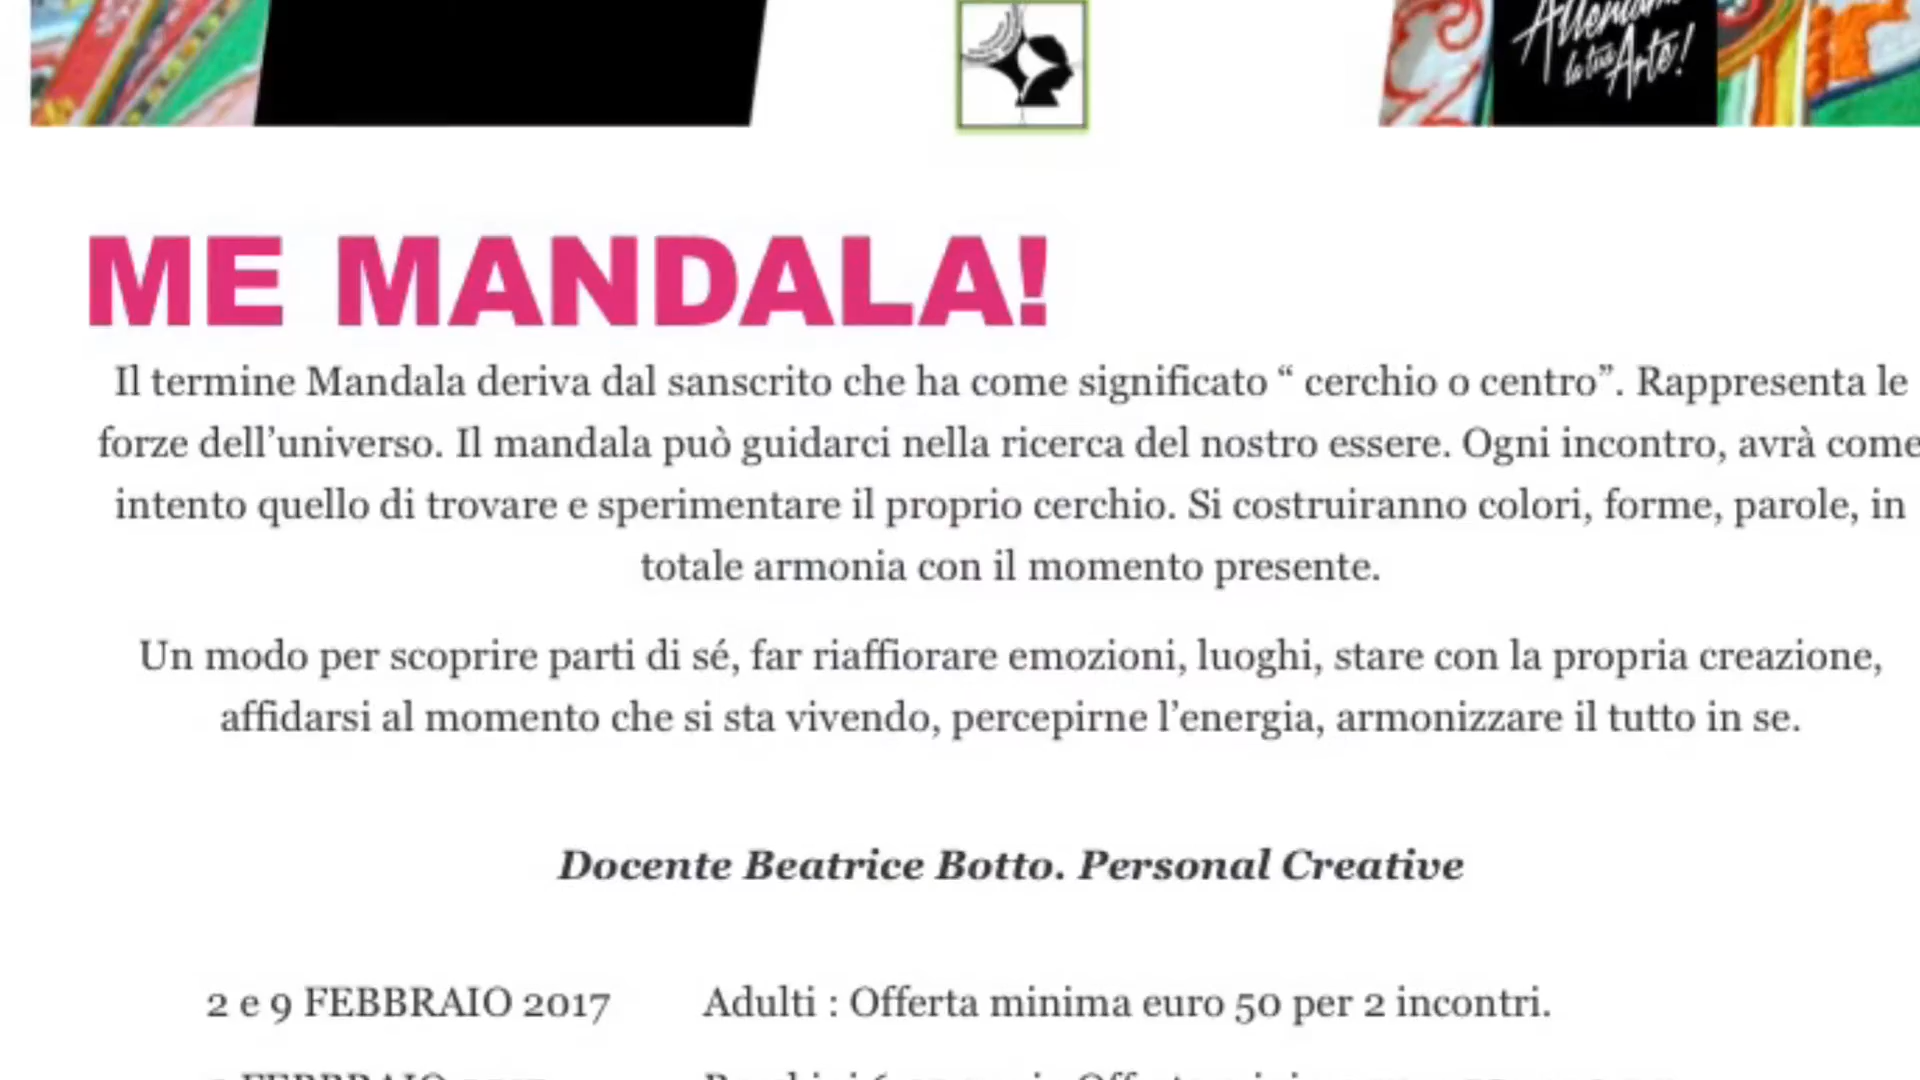 la tua Arte!
ME MANDALA!
Il termine Mandala deriva dal sanscrito che ha come significato “ cerchio o centro”. Rappresenta le
forze dell’universo. Il mandala può guidarci nella ricerca del nostro essere. Ogni incontro, avrà come
intento quello di trovare e sperimentare il proprio cerchio. Si costruiranno colori, forme, parole, in
totale armonia con il momento presente.
Un modo per scoprire parti di sé, far riaffiorare emozioni, luoghi, stare con la propria creazione,
affidarsi al momento che si sta vivendo, percepirne l’energia, armonizzare il tutto in se.
Docente Beatrice Botto. Personal Creative
2 e 9 FEBBRAIO 2017 Adulti : Offerta minima euro 50 per 2 incontri.